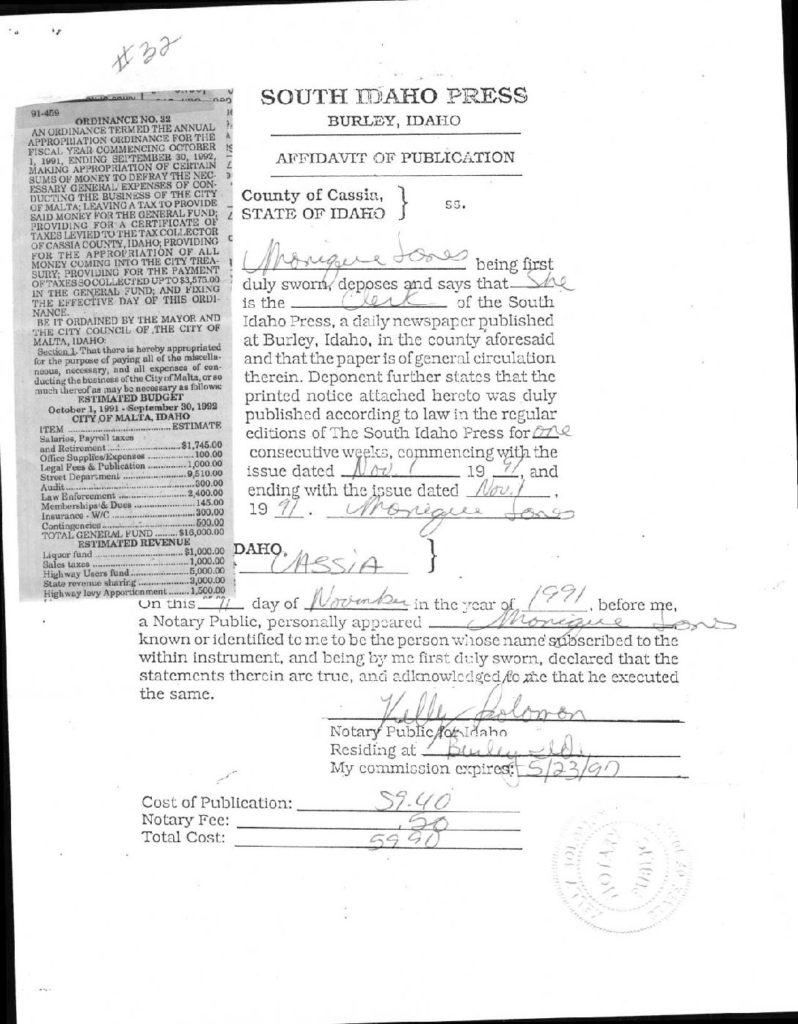 #32
SOUTH IDAHO PRESS
BURLEY, IDAHO
AFFIDAVIT OF PUBLICATION
County of Cassia,
STATE OF IDAHO } ss.
91-459
ORDINANCE NO. 32
AN ORDINANCE TERMED THE ANNUAL
APPROPRIATION ORDINANCE FOR THE
FISCAL YEAR COMMENCING OCTOBER
1, 1991, ENDING SEPTEMBER 30, 1992,
MAKING APPROPRIATION OF CERTAIN
SUMS OF MONEY TO DEFRAY THE NEC-
ESSARY GENERAL EXPENSES OF CON-
DUCTING THE BUSINESS OF THE CITY
OF MALTA; LEAVING A TAX TO PROVIDE
SAID MONEY FOR THE GENERAL FUND;
PROVIDING FOR A CERTIFICATE OF
TAXES LEVIED TO THE TAX COLLECTOR
OF CASSIA COUNTY, IDAHO; PROVIDING
FOR THE APPROPRIATION OF ALL
MONEY COMING INTO THE CITY TREA-
SURY; PROVIDING FOR THE PAYMENT
OF TAXES SO COLLECTED UP TO $3,575.00
IN THE GENERAL FUND; AND FIXING
THE EFFECTIVE DAY OF THIS ORDI-
NANCE.
BE IT ORDAINED BY THE MAYOR AND
THE CITY COUNCIL OF THE CITY OF
MALTA, IDAHO:
Section 1. That there is hereby appropriated
for the purpose of paying all of the miscella-
neous, necessary, and all expenses of con-
ducting the business of the City of Malta, or so
much thereof as may be necessary as follows:
ESTIMATED BUDGET
October 1, 1991 - September 30, 1992
CITY OF MALTA, IDAHO
ITEM ........ ESTIMATE
Salaries, Payroll taxes
and Retirement ........ $1,745.00
Office Supplies/Expenses ........ 100.00
Legal Fees & Publication ........ 1,000.00
Street Department ........ 9,510.00
Audit ........ 300.00
Law Enforcement ........ 2,400.00
Memberships & Dues ........ 145.00
Insurance - W/C ........ 300.00
Contingencies ........ 500.00
TOTAL GENERAL FUND ........ $16,000.00
ESTIMATED REVENUE
Liquor fund ........ $1,000.00
Sales taxes ........ 1,000.00
Highway Users fund ........ 5,000.00
State revenue sharing ........ 3,000.00
Highway levy Apportionment ........ 1,500.00
Monique Jones being first
duly sworn, deposes and says that She
is the Clerk of the South
Idaho Press, a daily newspaper published
at Burley, Idaho, in the county aforesaid
and that the paper is of general circulation
therein. Deponent further states that the
printed notice attached hereto was duly
published according to law in the regular
editions of The South Idaho Press for one
consecutive weeks, commencing with the
issue dated Nov. 1 19 91, and
ending with the issue dated Nov. 1 ,
19 91 . Monique Jones
DAHO,
CASSIA }
On this day of November in the year of 1991, before me,
a Notary Public, personally appeared Monique Jones
known or identified to me to be the person whose name subscribed to the
within instrument, and being by me first duly sworn, declared that the
statements therein are true, and adknowledged to me that he executed
the same.
Kelly Solomon
Notary Public for Idaho
Residing at Burley ID.
My commission expires: 5/23/97
Cost of Publication: 59.40
Notary Fee: .50
Total Cost: 59 90
NOTARY
PUBLIC